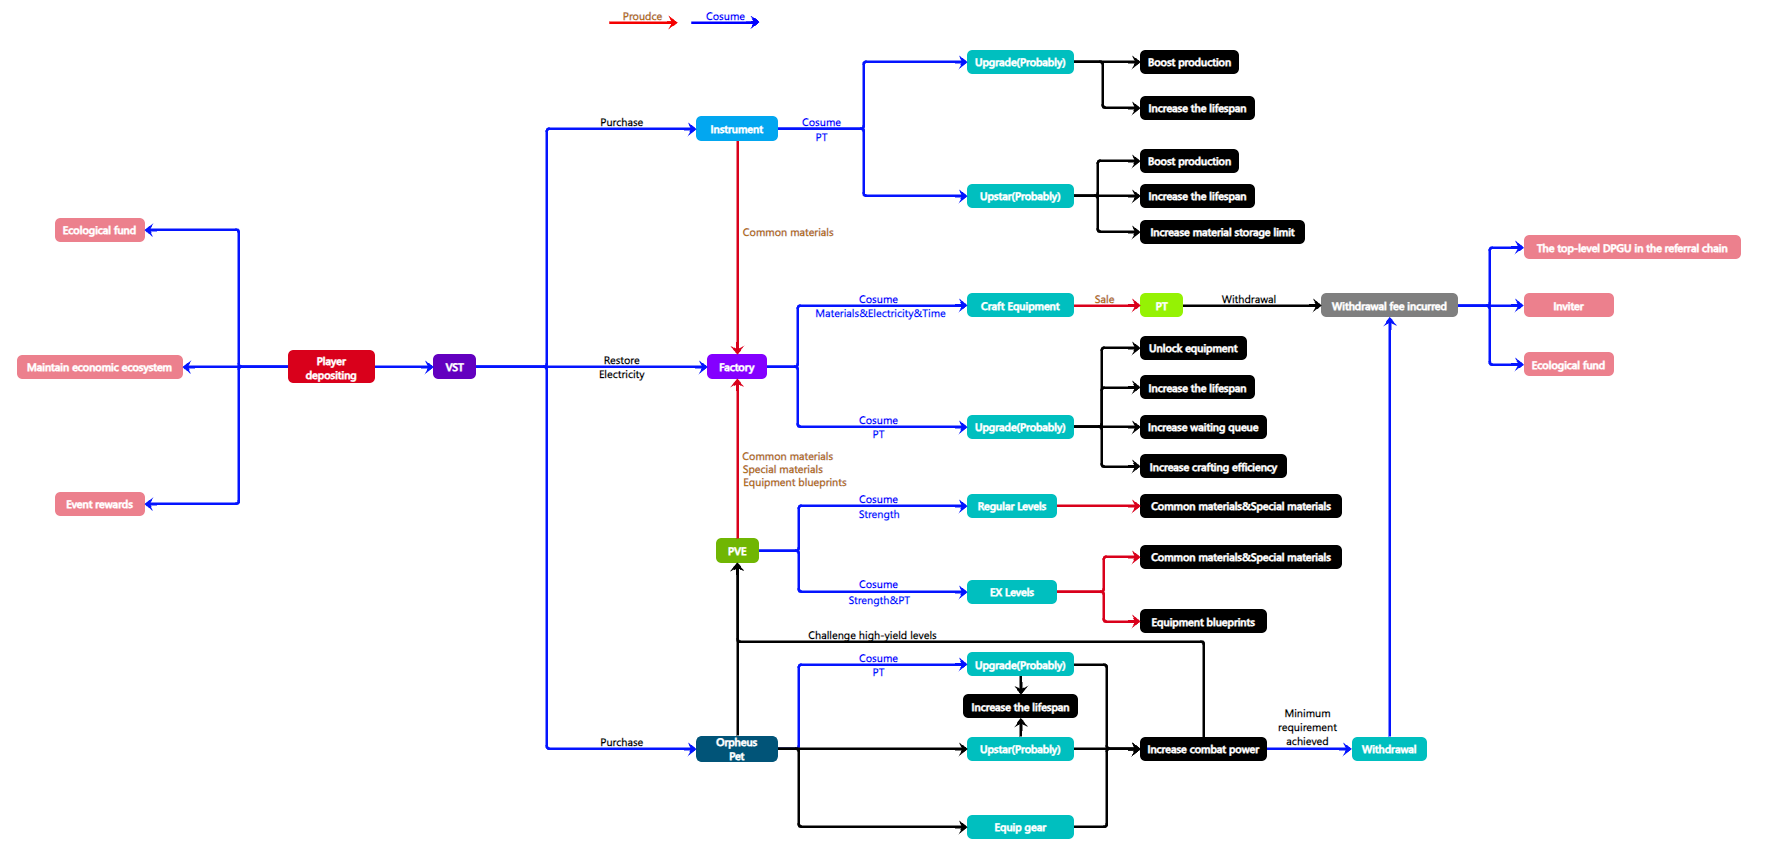 Proudce
Cosume
Upgrade(Probably)
Boost production
Increase the lifespan
Purchase
Instrument
Cosume
PT
Boost production
Upstar(Probably)
Increase the lifespan
Increase material storage limit
Ecological fund
Common materials
The top-level DPGU in the referral chain
Cosume
Materials&Electricity&Time
Craft Equipment
Sale
PT
Withdrawal
Withdrawal fee incurred
Inviter
Unlock equipment
Maintain economic ecosystem
Player
depositing
VST
Restore
Electricity
Factory
Ecological fund
Increase the lifespan
Cosume
PT
Upgrade(Probably)
Increase waiting queue
Increase crafting efficiency
Common materials
Special materials
Equipment blueprints
Event rewards
Cosume
Strength
Regular Levels
Common materials&Special materials
PVE
Common materials&Special materials
Cosume
Strength&PT
EX Levels
Equipment blueprints
Challenge high-yield levels
Cosume
PT
Upgrade(Probably)
Increase the lifespan
Purchase
Orpheus
Pet
Upstar(Probably)
Increase combat power
Minimum
requirement
achieved
Withdrawal
Equip gear